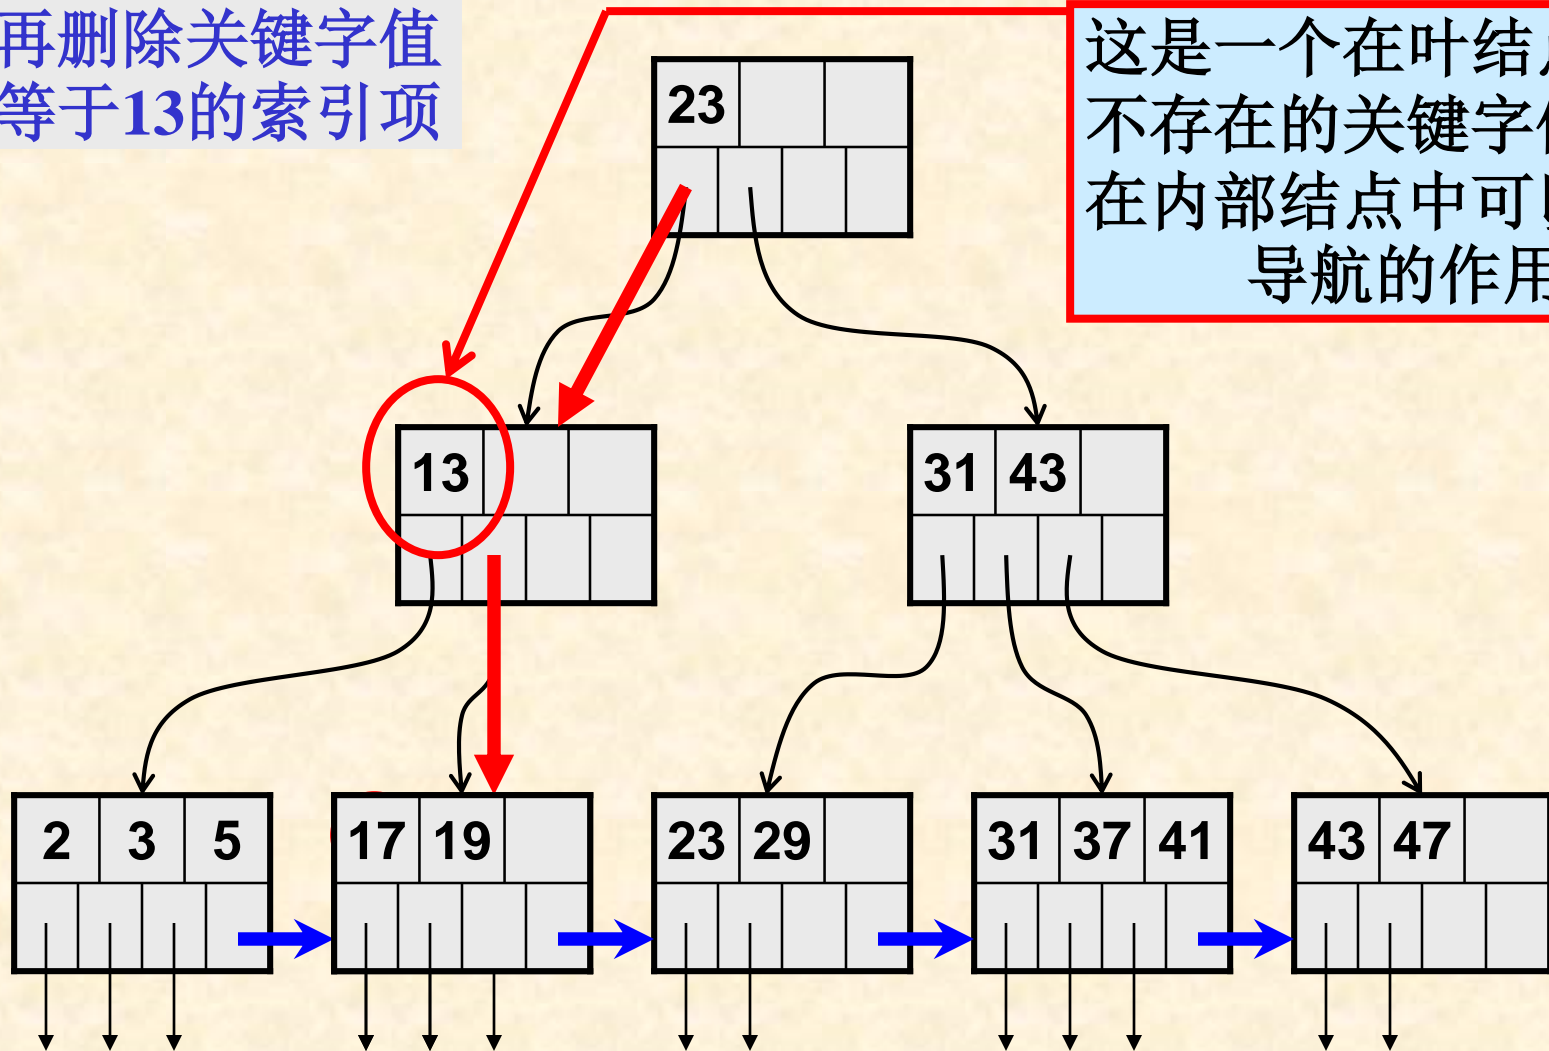 再删除关键字值
等于13的索引项
这是一个在叶结
不存在的关键字
在内部结点中可
导航的作用
23
13
31 43
2 3 5
17 19
23 29
31 37 41
43 47